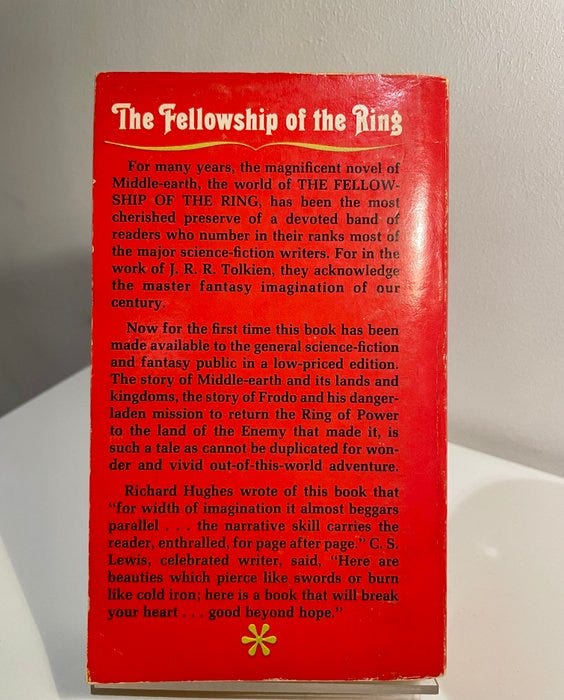 The Fellowship of the Ring
For many years, the magnificent novel of
Middle-earth, the world of THE FELLOW-
SHIP OF THE RING, has been the most
cherished preserve of a devoted band of
readers who number in their ranks most of
the major science-fiction writers. For in the
work of J. R. R. Tolkien, they acknowledge
the master fantasy imagination of our
century.
Now for the first time this book has been
made available to the general science-fiction
and fantasy public in a low-priced edition.
The story of Middle-earth and its lands and
kingdoms, the story of Frodo and his danger-
laden mission to return the Ring of Power
to the land of the Enemy that made it, is
such a tale as cannot be duplicated for won-
der and vivid out-of-this-world adventure.
Richard Hughes wrote of this book that
"for width of imagination it almost beggars
parallel . . . the narrative skill carries the
reader, enthralled, for page after page." C. S.
Lewis, celebrated writer, said, "Here are
beauties which pierce like swords or burn
like cold iron; here is a book that will break
your heart . . . good beyond hope."